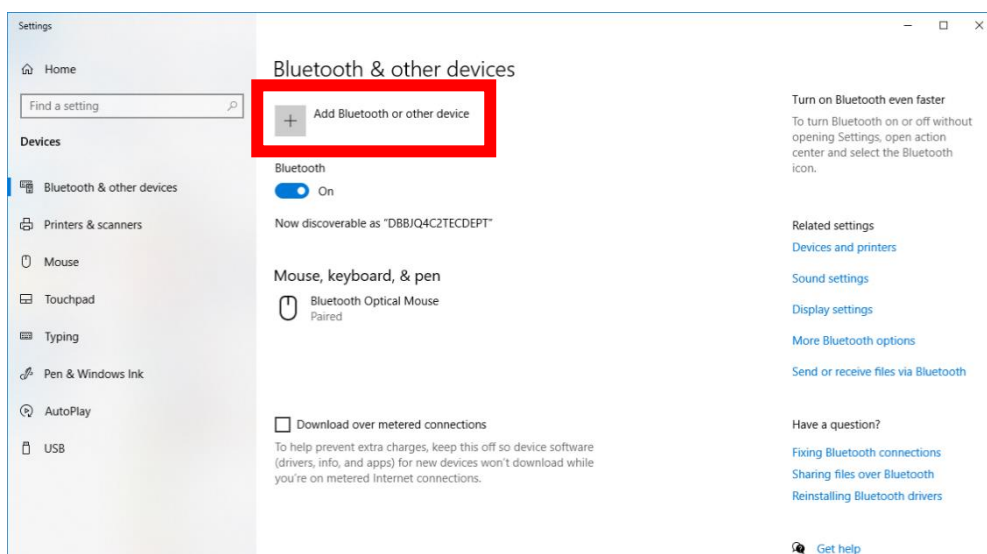 Settings
Home
Find a setting
Devices
Bluetooth & other devices
Printers & scanners
Mouse
Touchpad
Typing
Pen & Windows Ink
AutoPlay
USB
Bluetooth & other devices
Add Bluetooth or other device
Bluetooth
On
Now discoverable as "DBBJQ4C2TECDEPT"
Mouse, keyboard, & pen
Bluetooth Optical Mouse
Paired
Download over metered connections
To help prevent extra charges, keep this off so device software
(drivers, info, and apps) for new devices won't download while
you're on metered Internet connections.
Turn on Bluetooth even faster
To turn Bluetooth on or off without
opening Settings, open action
center and select the Bluetooth
icon.
Related settings
Devices and printers
Sound settings
Display settings
More Bluetooth options
Send or receive files via Bluetooth
Have a question?
Fixing Bluetooth connections
Sharing files over Bluetooth
Reinstalling Bluetooth drivers
Get help